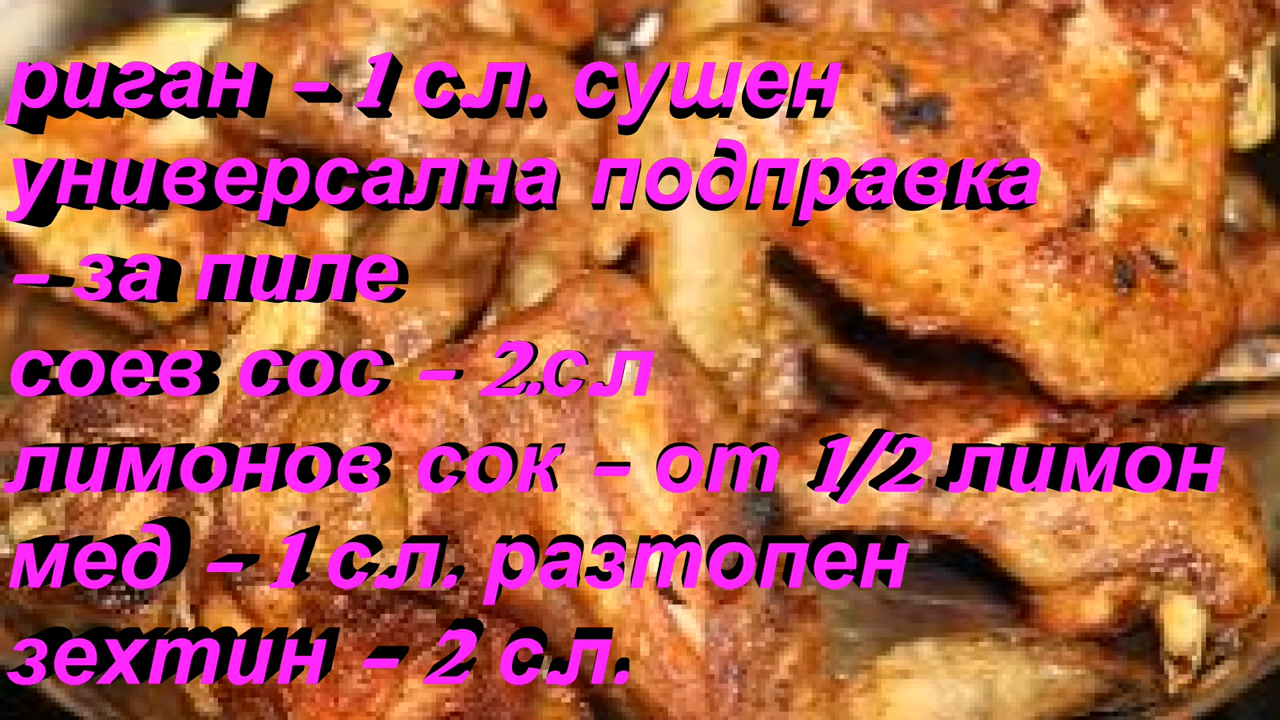 риган – 1 сл. сушен
универсална подправка
– за пиле
соев сос – 2.сл
лимонов сок – от 1/2 лимон
мед – 1 сл. разтопен
зехтин – 2 сл.